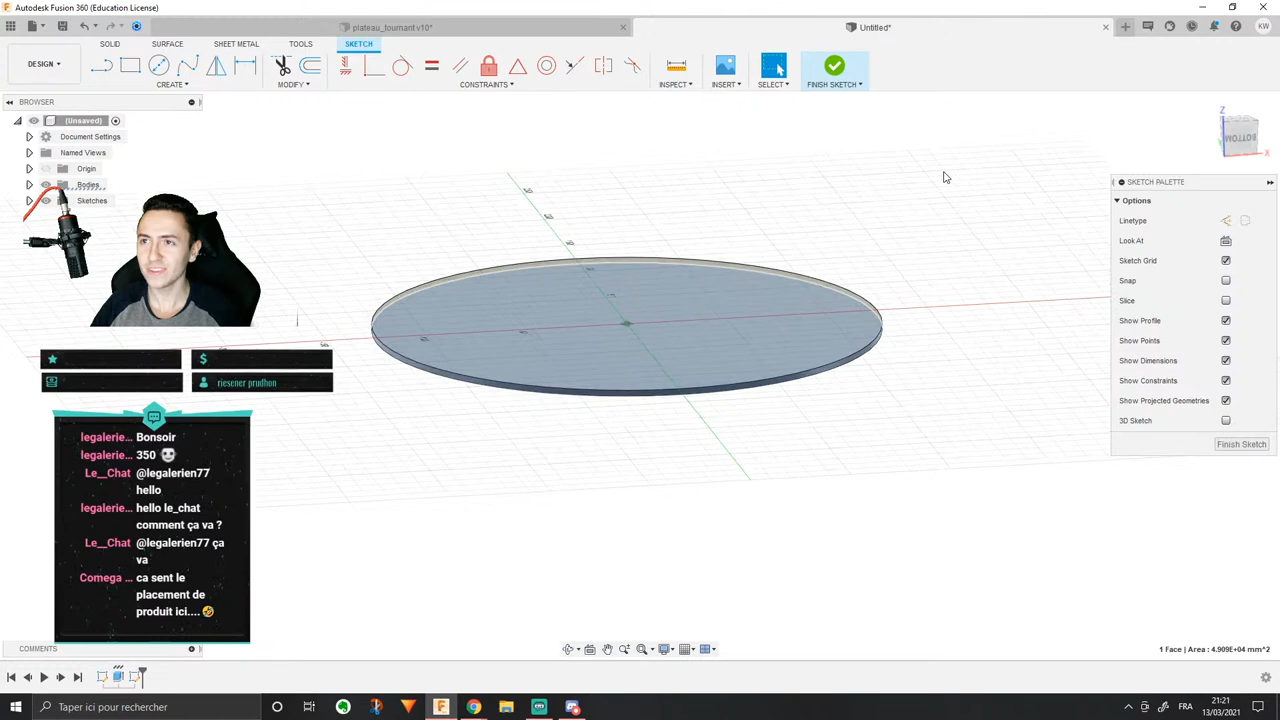 Autodesk Fusion 360 (Education License)
plateau_tournant v10*
Untitled*
KW
SOLID SURFACE SHEET METAL TOOLS SKETCH
DESIGN
CREATE
MODIFY
CONSTRAINTS
INSPECT
INSERT
SELECT
FINISH SKETCH
BROWSER
(Unsaved)
Document Settings
Named Views
Origin
Bodies
Sketches
Z
BOTTOM
X
SKETCH PALETTE
Options
Linetype
Look At
Sketch Grid
Snap
Slice
Show Profile
Show Points
Show Dimensions
Show Constraints
Show Projected Geometries
3D Sketch
Finish Sketch
riesener prudhon
legalerie... Bonsoir
legalerie... 350
Le__Chat @legalerien77
hello
legalerie... hello le_chat
comment ça va ?
Le__Chat @legalerien77 ça
va
Comega ... ca sent le
placement de
produit ici....
COMMENTS
1 Face | Area : 4.909E+04 mm^2
Taper ici pour rechercher
FRA
21:21
13/03/2021